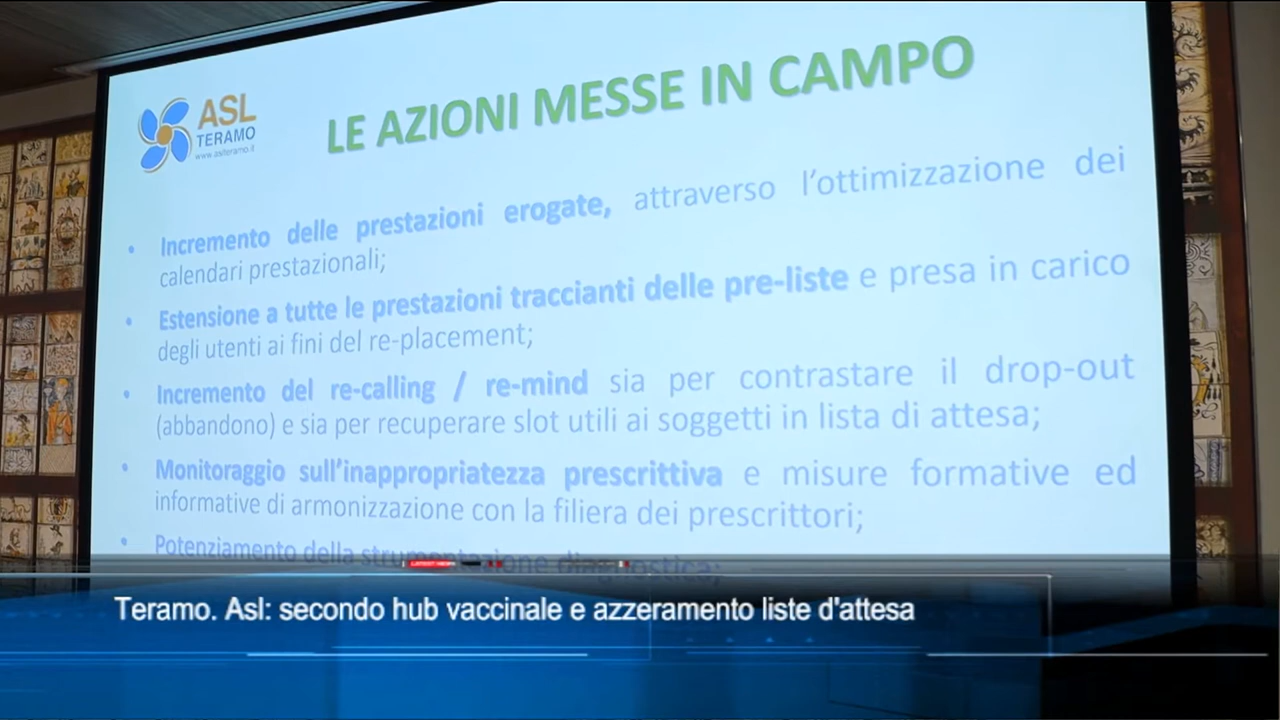 ASL
TERAMO
www.aslteramo.it
LE AZIONI MESSE IN CAMPO
• Incremento delle prestazioni erogate, attraverso l'ottimizzazione dei
calendari prestazionali;
• Estensione a tutte le prestazioni traccianti delle pre-liste e presa in carico
degli utenti ai fini del re-placement;
• Incremento del re-calling / re-mind sia per contrastare il drop-out
(abbandono) e sia per recuperare slot utili ai soggetti in lista di attesa;
• Monitoraggio sull'inappropriatezza prescrittiva e misure formative ed
informative di armonizzazione con la filiera dei prescrittori;
• Potenziamento della strumentazione diagnostica;
LATEST NEWS
Teramo. Asl: secondo hub vaccinale e azzeramento liste d'attesa